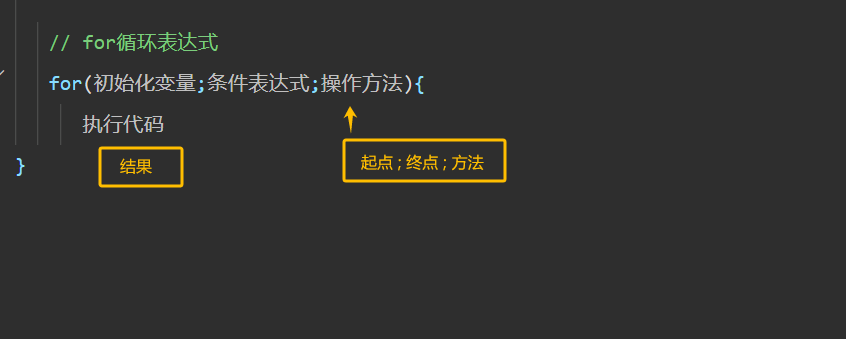 // for循环表达式
for(初始化变量;条件表达式;操作方法){
执行代码
}
结果
起点 ; 终点 ; 方法